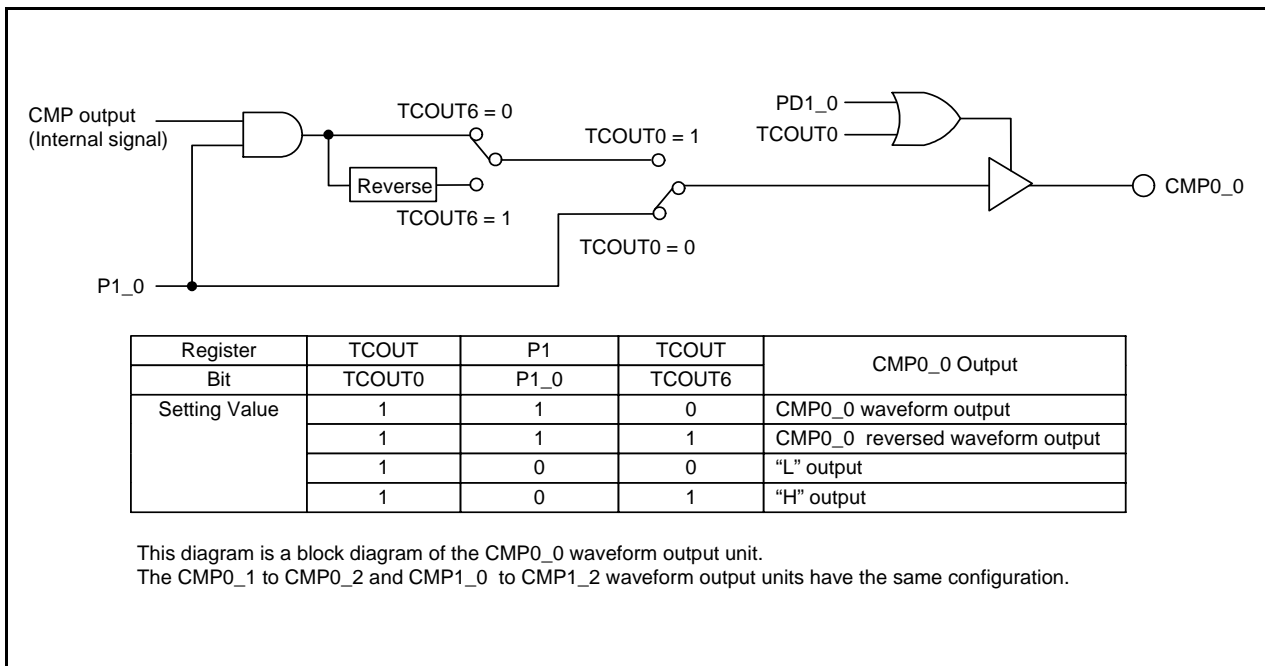 CMP output
(Internal signal)
TCOUT6 = 0
TCOUT0 = 1
PD1_0
TCOUT0
Reverse
TCOUT6 = 1
TCOUT0 = 0
CMP0_0
P1_0
Register TCOUT P1 TCOUT CMP0_0 Output
Bit TCOUT0 P1_0 TCOUT6
Setting Value 1 1 0 CMP0_0 waveform output
1 1 1 CMP0_0 reversed waveform output
1 0 0 “L” output
1 0 1 “H” output
This diagram is a block diagram of the CMP0_0 waveform output unit.
The CMP0_1 to CMP0_2 and CMP1_0 to CMP1_2 waveform output units have the same configuration.